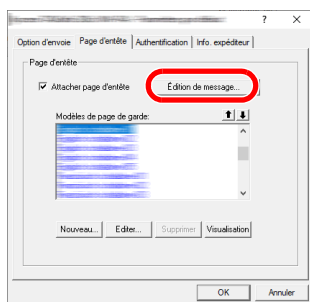 Option d'envoie Page d'entête Authentification Info. expéditeur
Page d'entête
Attacher page d'entête Édition de message...
Modèles de page de garde:
Nouveau... Editer... Supprimer Visualisation
OK Annuler